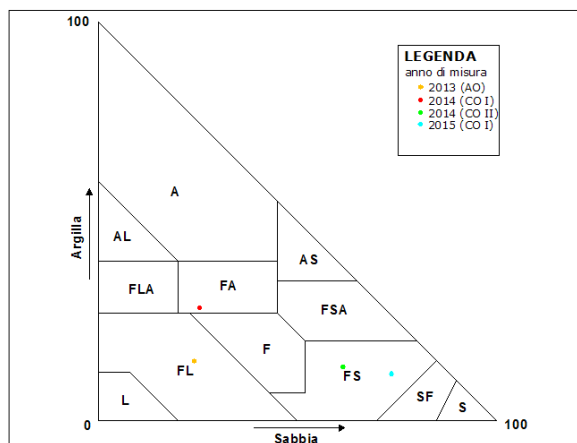 100
LEGENDA
anno di misura
2013 (AO)
2014 (CO I)
2014 (CO II)
2015 (CO I)
A
Argilla
AL
AS
FLA
FA
FSA
F
FL
FS
L
SF
S
0
100
Sabbia